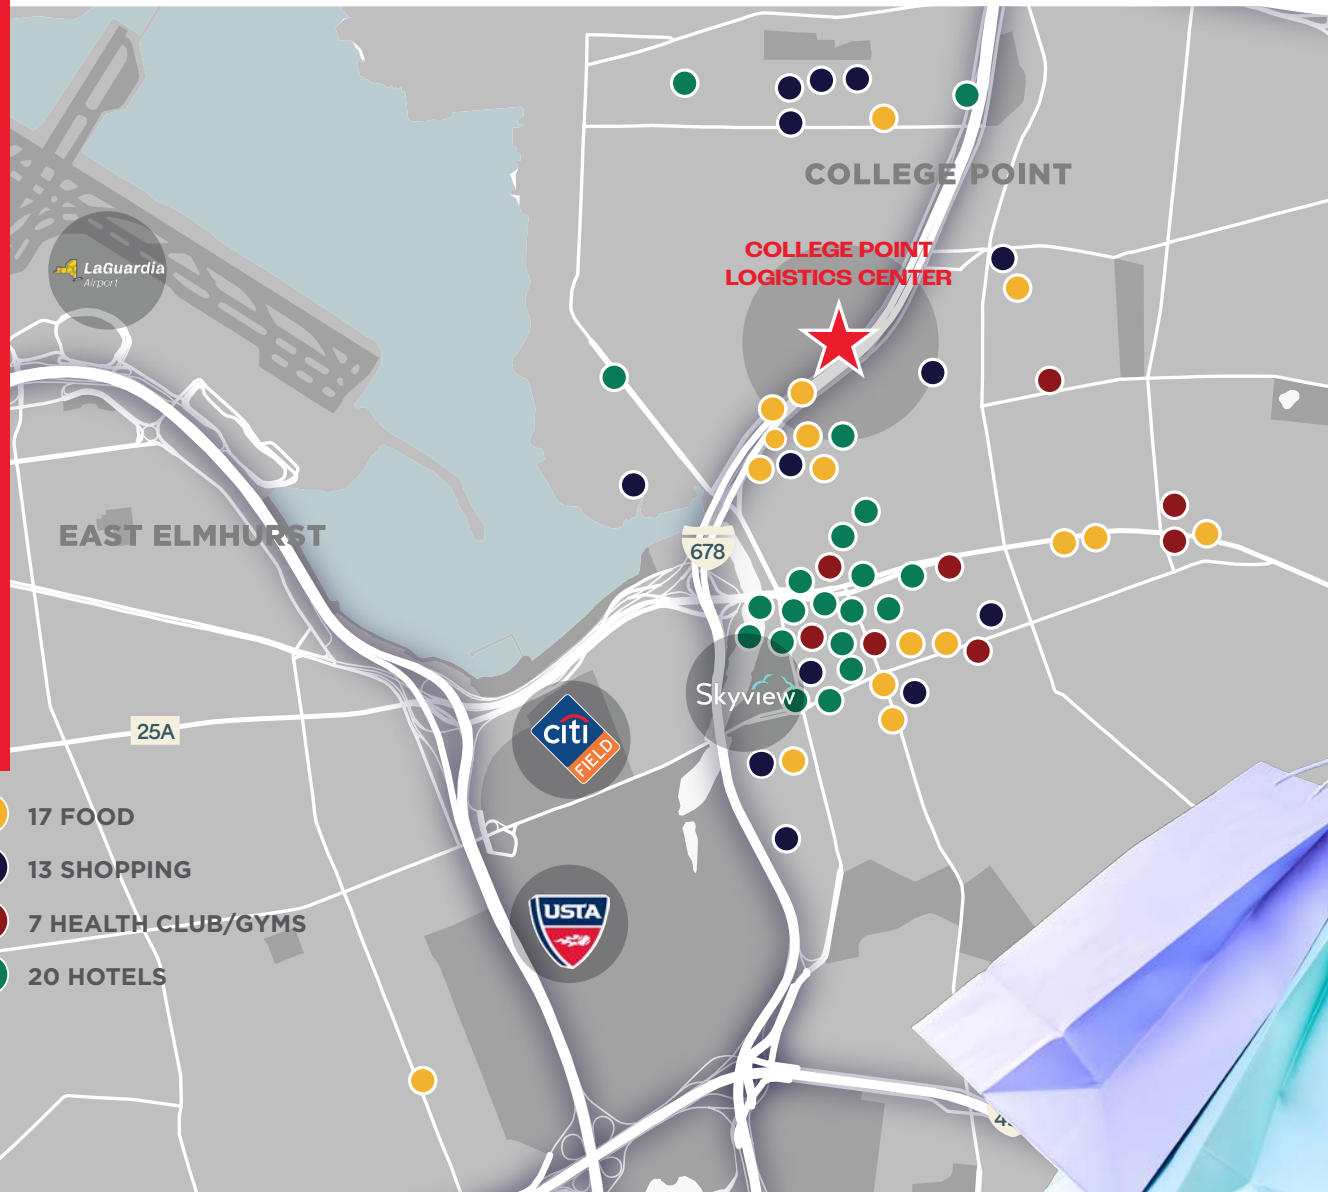 COLLEGE POINT
COLLEGE POINT
LOGISTICS CENTER
LaGuardia
Airport
EAST ELMHURST
678
Skyview
citi
FIELD
25A
17 FOOD
13 SHOPPING
7 HEALTH CLUB/GYMS
20 HOTELS
USTA